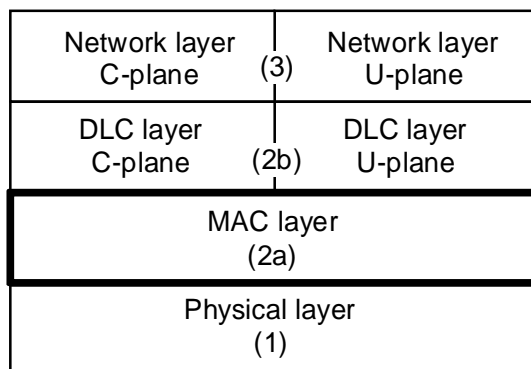 Network layer
C-plane
Network layer
U-plane
(3)
DLC layer
C-plane
DLC layer
U-plane
(2b)
MAC layer
(2a)
Physical layer
(1)